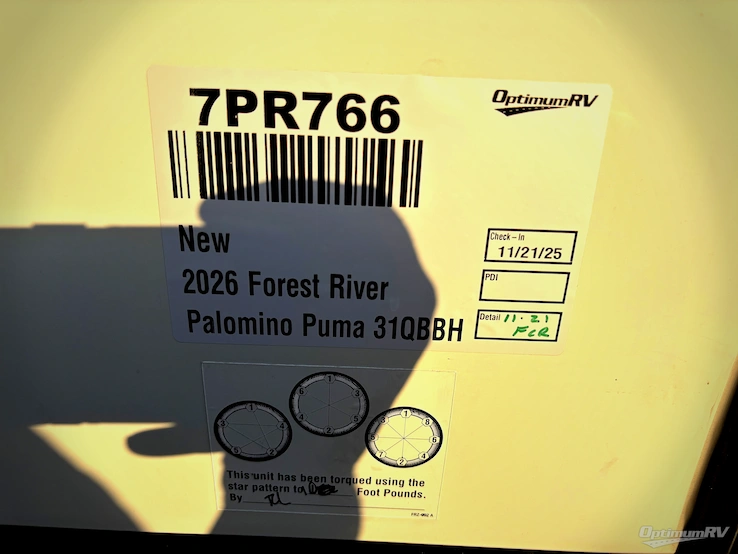 7PR766
OptimumRV
New
2026 Forest River
Palomino Puma 31QBBH
Check-In
11/21/25
PDI
Detail 11.21
FCR
This unit has been torqued using the
star pattern to Foot Pounds.
By
OptimumRV